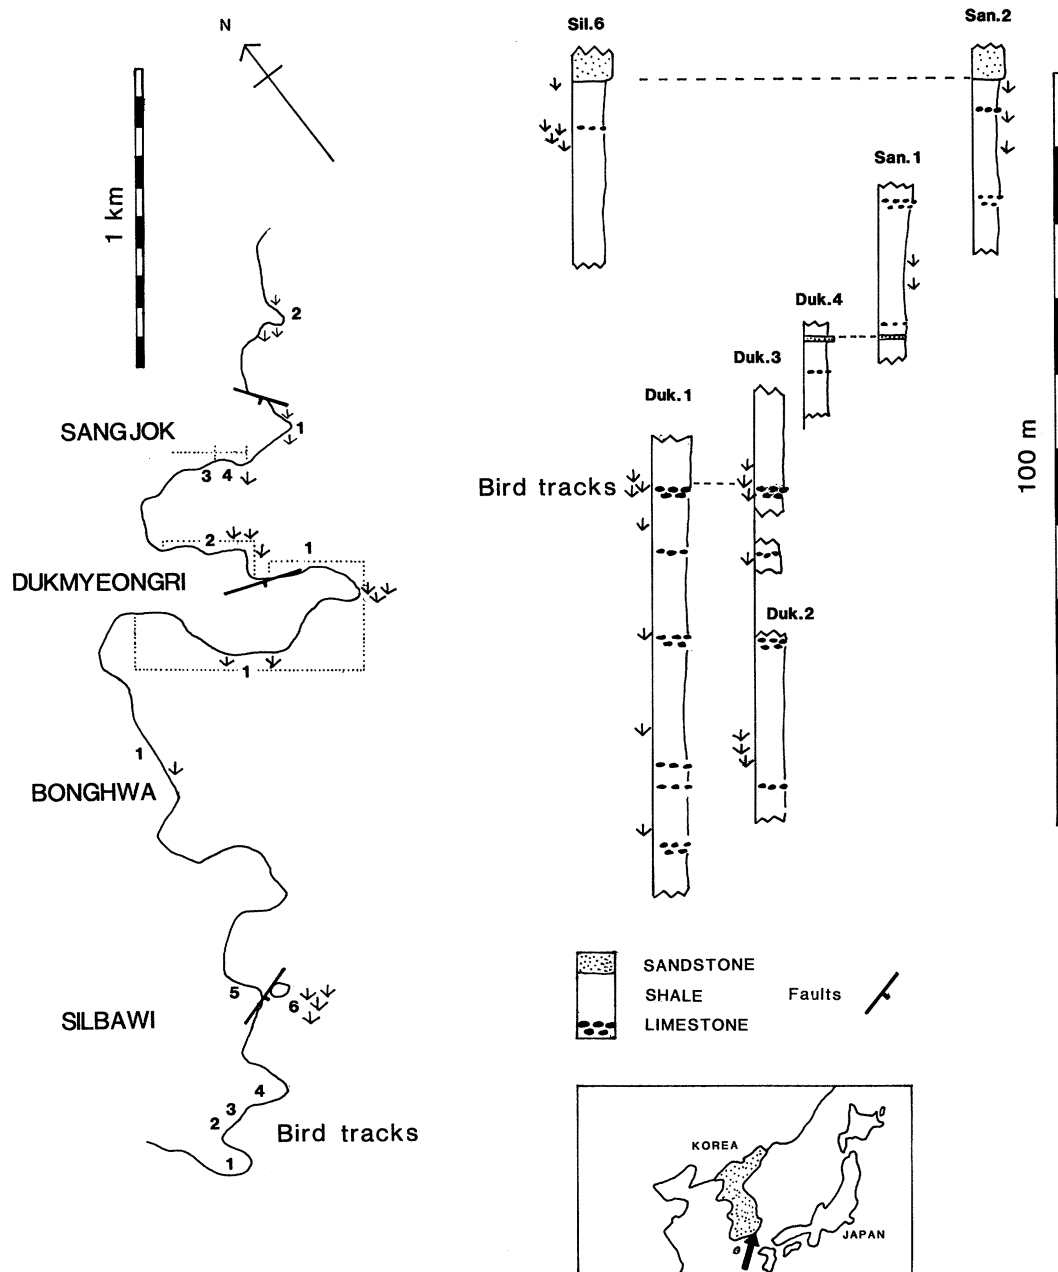 N
1 km
2
SANGJOK
1
3 4
2
1
DUKMYEONGRI
1
1
BONGHWA
5
6
SILBAWI
4
3
2
Bird tracks
1
Sil.6
San.2
San.1
Duk.4
Duk.3
Duk.1
Bird tracks
Duk.2
100 m
SANDSTONE
SHALE
LIMESTONE
Faults
KOREA
JAPAN